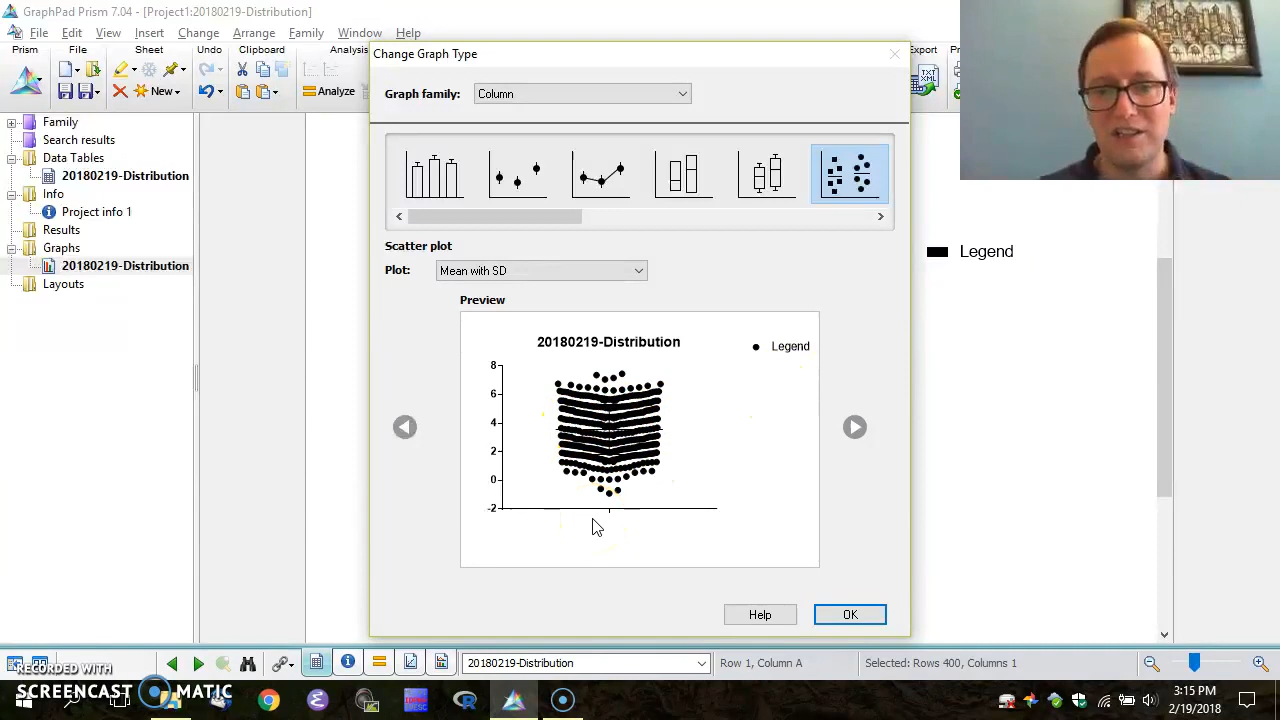 GraphPad Prism 7.04 - [Project1:20180219-Distribution]
File Edit View Insert Change Arrange Family Window Help
Prism File Sheet Undo Clipboard Analysis Export
New
Analyze
TXT
XML
Family
Search results
Data Tables
20180219-Distribution
Info
Project info 1
Results
Graphs
20180219-Distribution
Layouts
Change Graph Type
Graph family: Column
Scatter plot
Plot: Mean with SD
Preview
20180219-Distribution
Legend
8
6
4
2
0
-2
Help OK
Legend
20180219-Distribution
Row 1, Column A
Selected: Rows 400, Columns 1
RECORDED WITH
SCREENCAST MATIC
3:15 PM
2/19/2018